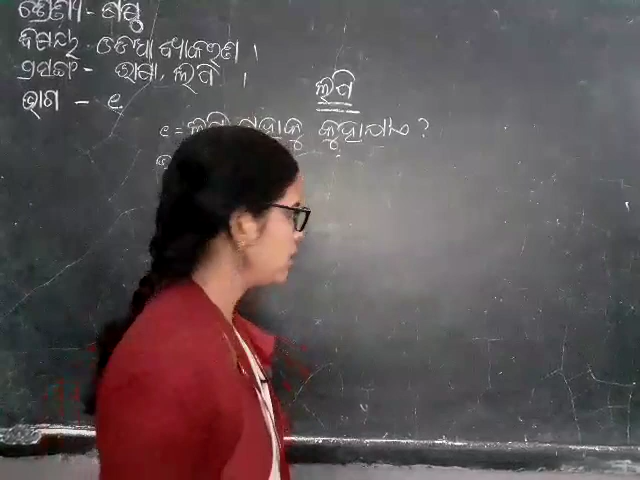 ଶ୍ରେଣୀ - ଷଷ୍ଠ
ବିଷୟ - ଓଡିଆ ବ୍ୟାକରଣ ।
ପ୍ରସଙ୍ଗ - ଭାଷା, ଲିପି ।
ଭାଗ - ୧
ଲିପି
୧ = ଲିପି କାହାକୁ କୁହାଯାଏ ?